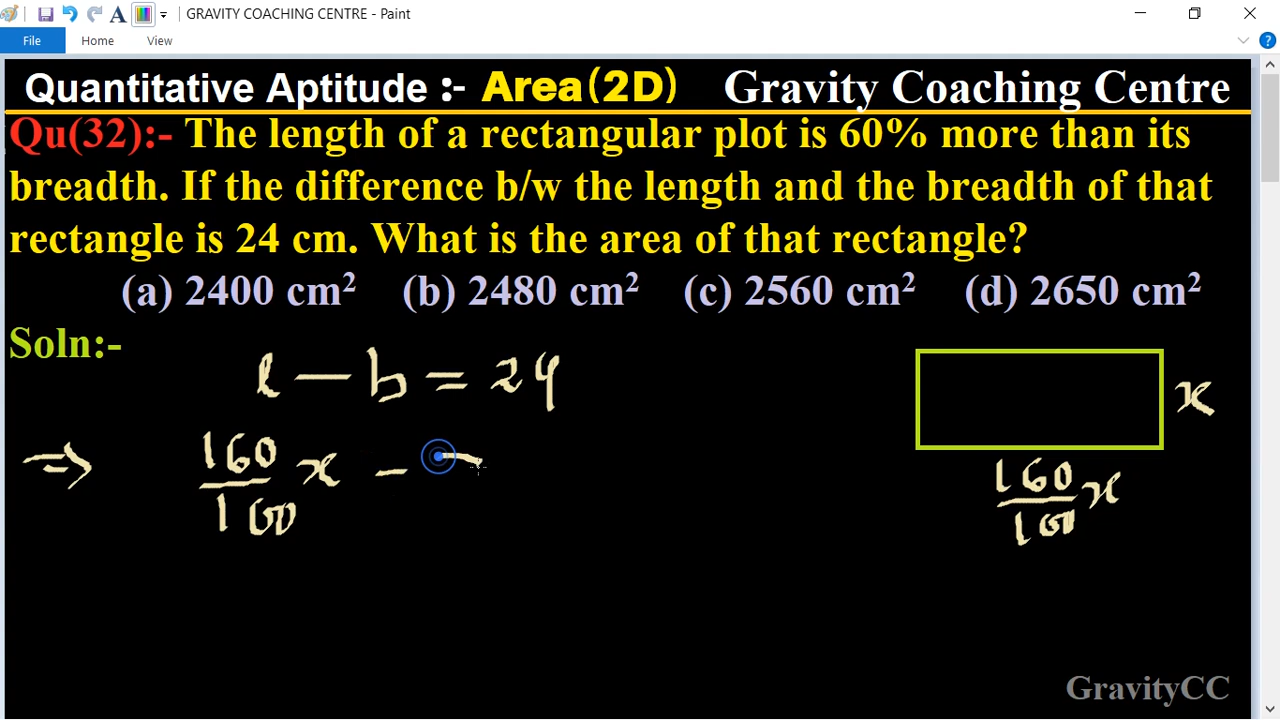 GRAVITY COACHING CENTRE - Paint
File Home View
Quantitative Aptitude :- Area(2D) Gravity Coaching Centre
Qu(32):- The length of a rectangular plot is 60% more than its
breadth. If the difference b/w the length and the breadth of that
rectangle is 24 cm. What is the area of that rectangle?
(a) 2400 cm² (b) 2480 cm² (c) 2560 cm² (d) 2650 cm²
Soln:-
l - b = 24
x
⇒ 160/100 x -
160/100 x
GravityCC